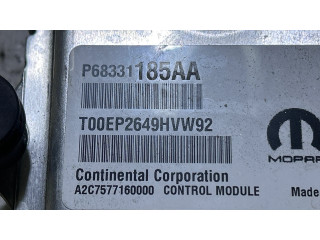 P68331185AA
T00EP2649HVW92
MOPAR
Continental Corporation
A2C7577160000 CONTROL MODULE Made